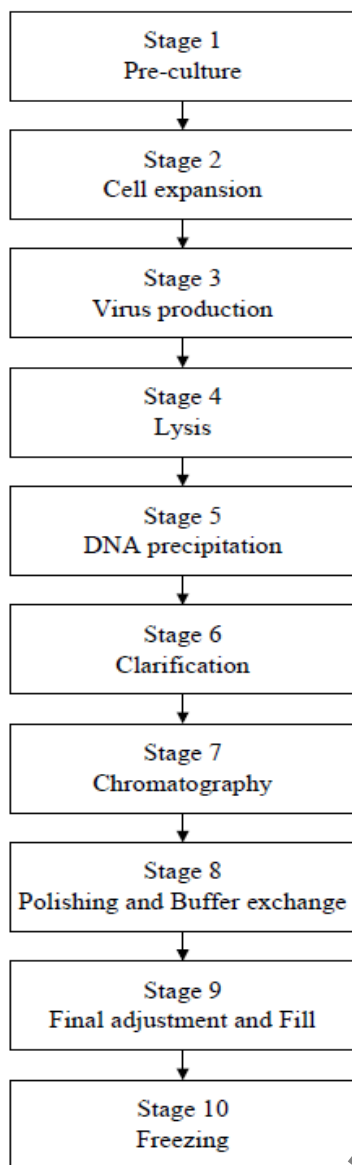 Stage 1
Pre-culture
Stage 2
Cell expansion
Stage 3
Virus production
Stage 4
Lysis
Stage 5
DNA precipitation
Stage 6
Clarification
Stage 7
Chromatography
Stage 8
Polishing and Buffer exchange
Stage 9
Final adjustment and Fill
Stage 10
Freezing